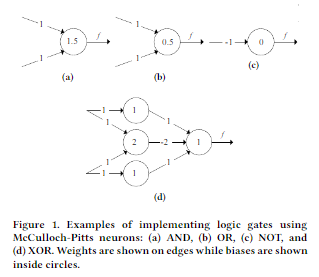 1
1.5
f
1
1
0.5
f
1
-1
0
f
(a)
(b)
(c)
1
1
1
2
-2
1
f
1
1
1
1
1
(d)
Figure 1. Examples of implementing logic gates using
McCulloch-Pitts neurons: (a) AND, (b) OR, (c) NOT, and
(d) XOR. Weights are shown on edges while biases are shown
inside circles.